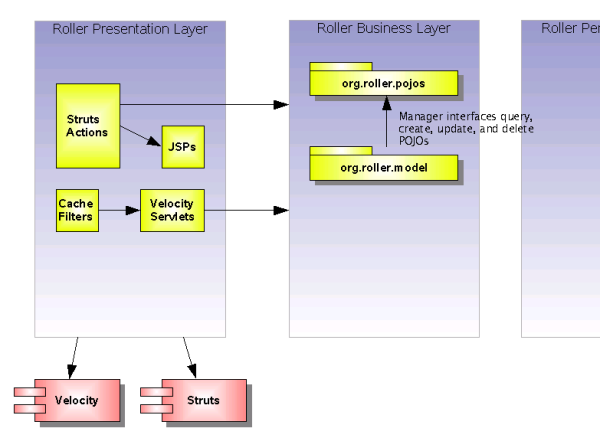 Roller Presentation Layer
Roller Business Layer
Roller Per
org.roller.pojos
Struts
Actions
Manager interfaces query,
create, update, and delete
POJOs
JSPs
org.roller.model
Cache
Filters
Velocity
Servlets
Velocity
Struts